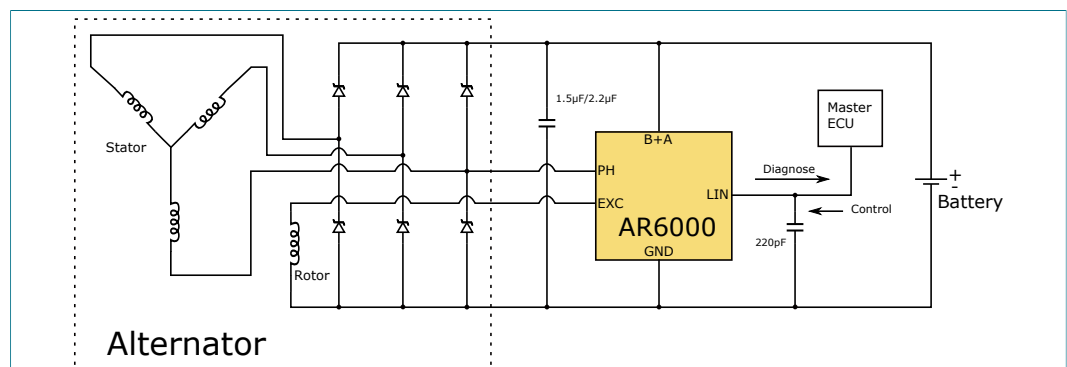 Stator
Rotor
Alternator
1.5µF/2.2µF
B+A
PH
EXC
LIN
AR6000
GND
Diagnose
Control
220pF
Master
ECU
+
-
Battery